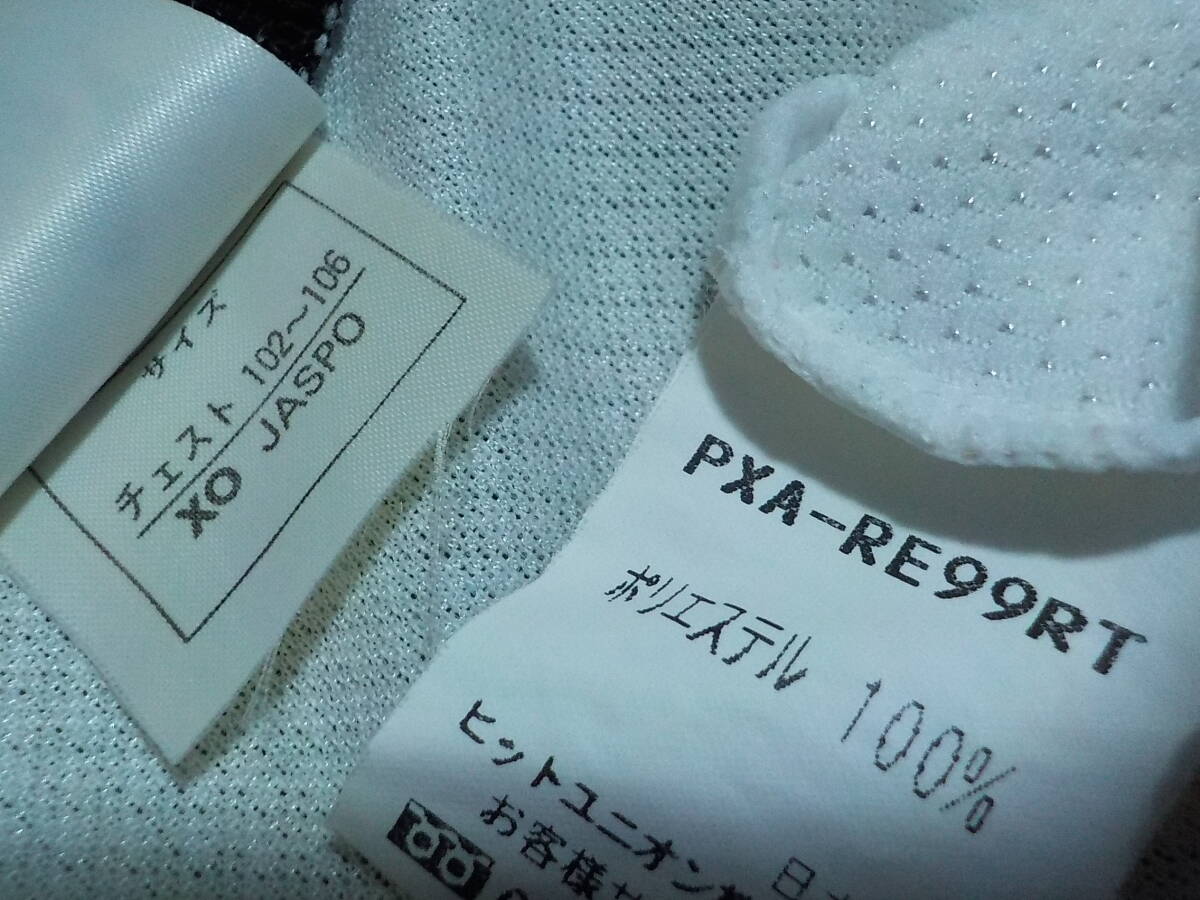 サイズ
チェスト 102〜106
XO JASPO
PXA-RE99RT
ポリエステル 100%
ヒットユニオン
お客様